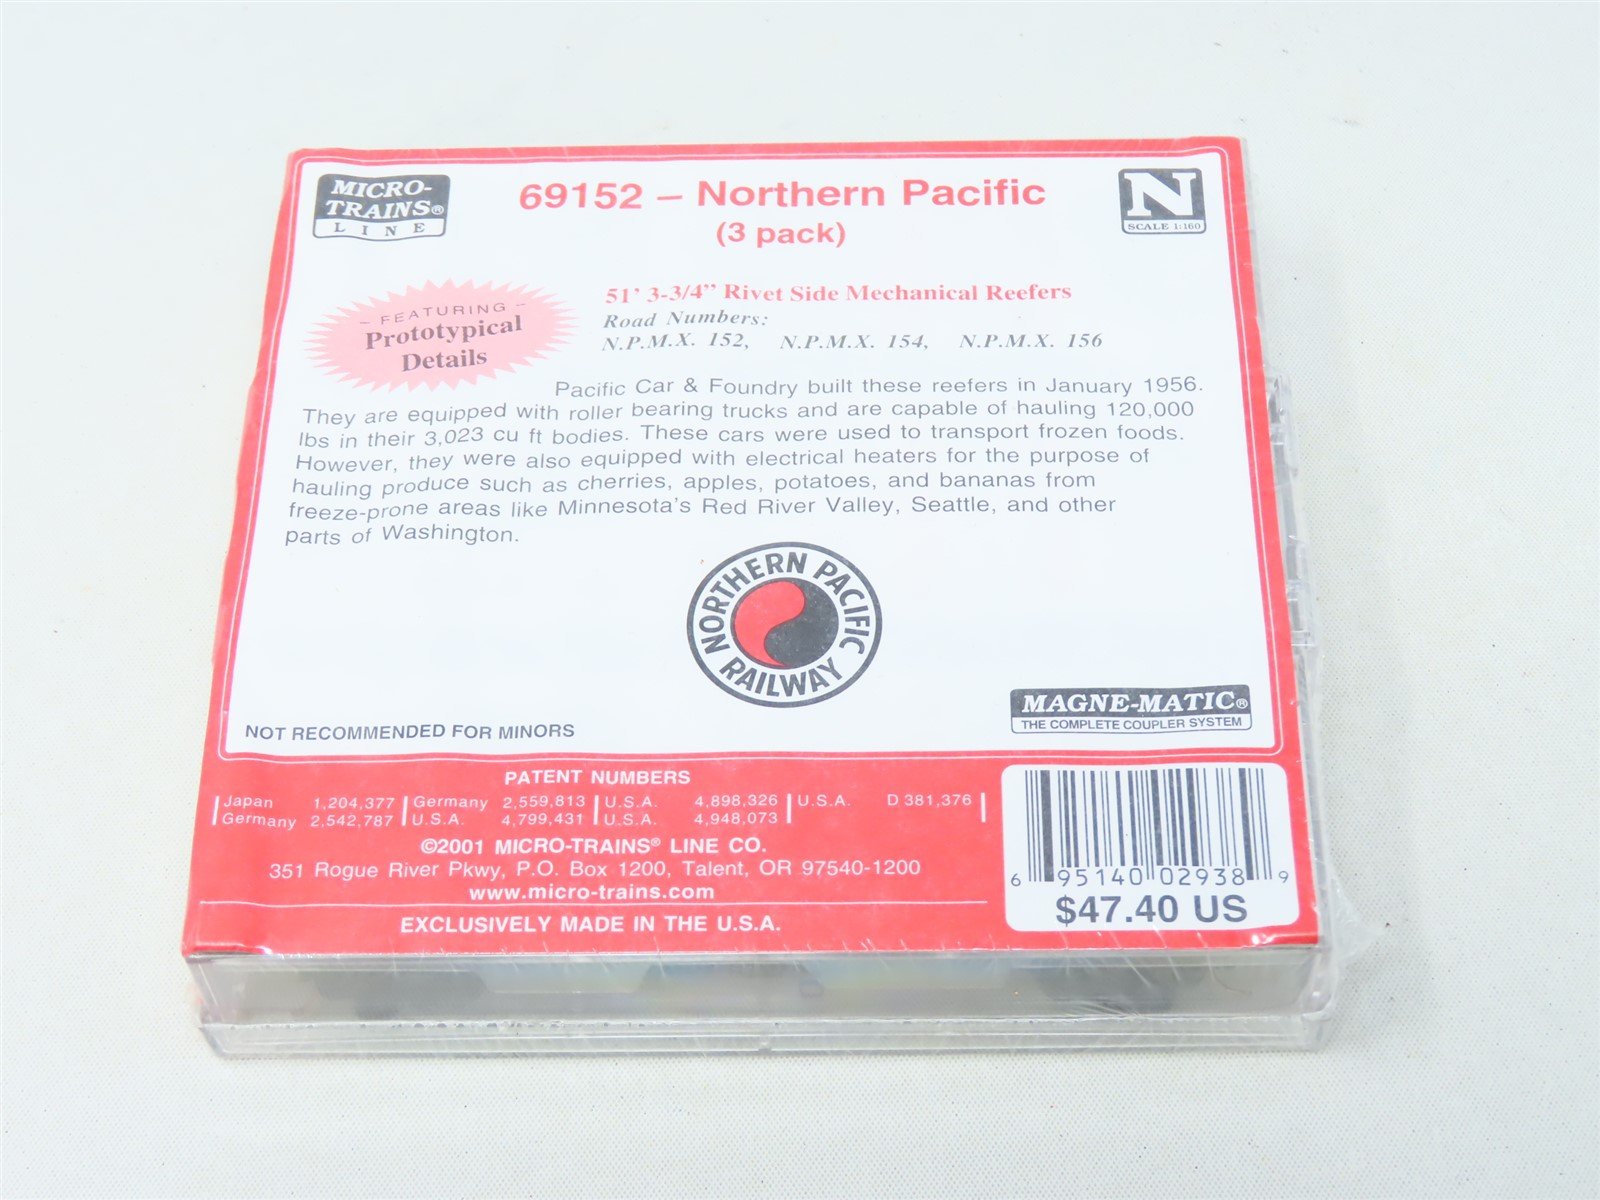 MICRO-
TRAINS®
LINE
69152 – Northern Pacific
(3 pack)
N
SCALE 1:160
– FEATURING –
Prototypical
Details
51' 3-3/4" Rivet Side Mechanical Reefers
Road Numbers:
N.P.M.X. 152, N.P.M.X. 154, N.P.M.X. 156
Pacific Car & Foundry built these reefers in January 1956.
They are equipped with roller bearing trucks and are capable of hauling 120,000
lbs in their 3,023 cu ft bodies. These cars were used to transport frozen foods.
However, they were also equipped with electrical heaters for the purpose of
hauling produce such as cherries, apples, potatoes, and bananas from
freeze-prone areas like Minnesota's Red River Valley, Seattle, and other
parts of Washington.
NORTHERN PACIFIC
RAILWAY
MAGNE-MATIC®
THE COMPLETE COUPLER SYSTEM
NOT RECOMMENDED FOR MINORS
PATENT NUMBERS
Japan 1,204,377 Germany 2,559,813 U.S.A. 4,898,326 U.S.A. D 381,376
Germany 2,542,787 U.S.A. 4,799,431 U.S.A. 4,948,073
©2001 MICRO-TRAINS® LINE CO.
351 Rogue River Pkwy, P.O. Box 1200, Talent, OR 97540-1200
www.micro-trains.com
EXCLUSIVELY MADE IN THE U.S.A.
6 95140 02938 9
$47.40 US